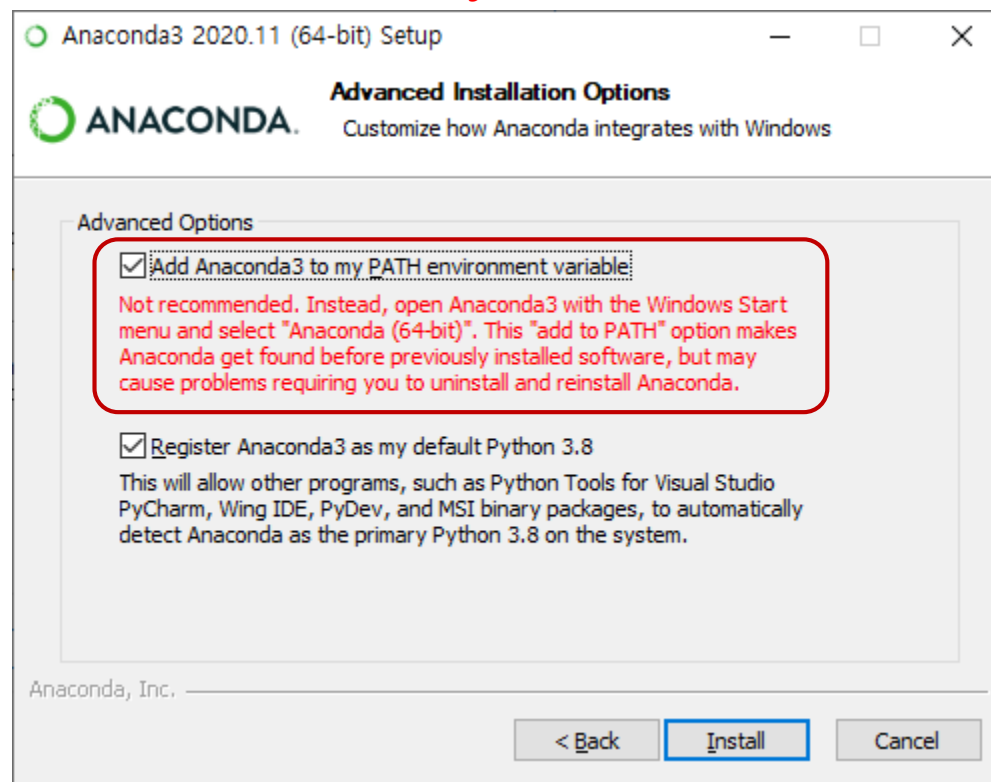 Anaconda3 2020.11 (64-bit) Setup
ANACONDA.
Advanced Installation Options
Customize how Anaconda integrates with Windows
Advanced Options
Add Anaconda3 to my PATH environment variable
Not recommended. Instead, open Anaconda3 with the Windows Start
menu and select "Anaconda (64-bit)". This "add to PATH" option makes
Anaconda get found before previously installed software, but may
cause problems requiring you to uninstall and reinstall Anaconda.
Register Anaconda3 as my default Python 3.8
This will allow other programs, such as Python Tools for Visual Studio
PyCharm, Wing IDE, PyDev, and MSI binary packages, to automatically
detect Anaconda as the primary Python 3.8 on the system.
Anaconda, Inc.
< Back
Install
Cancel